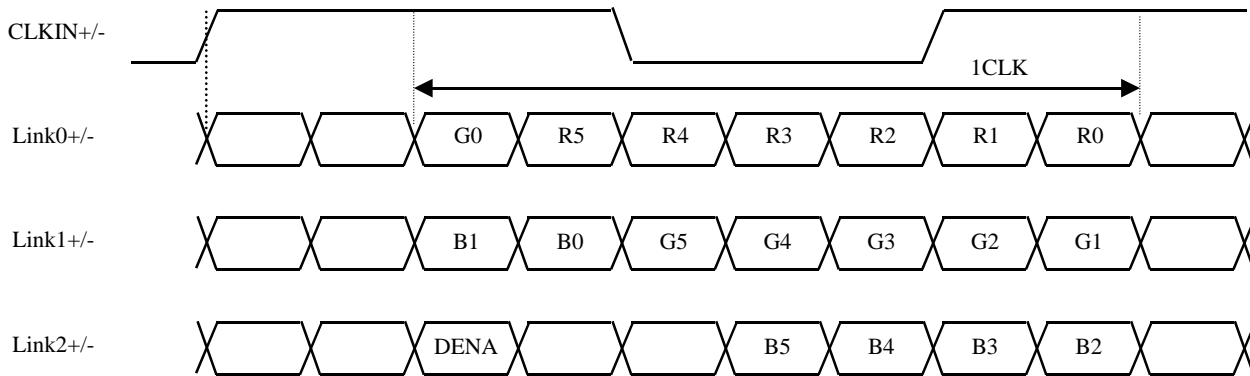 CLKIN+/-
1CLK
Link0+/- G0 R5 R4 R3 R2 R1 R0
Link1+/- B1 B0 G5 G4 G3 G2 G1
Link2+/- DENA B5 B4 B3 B2